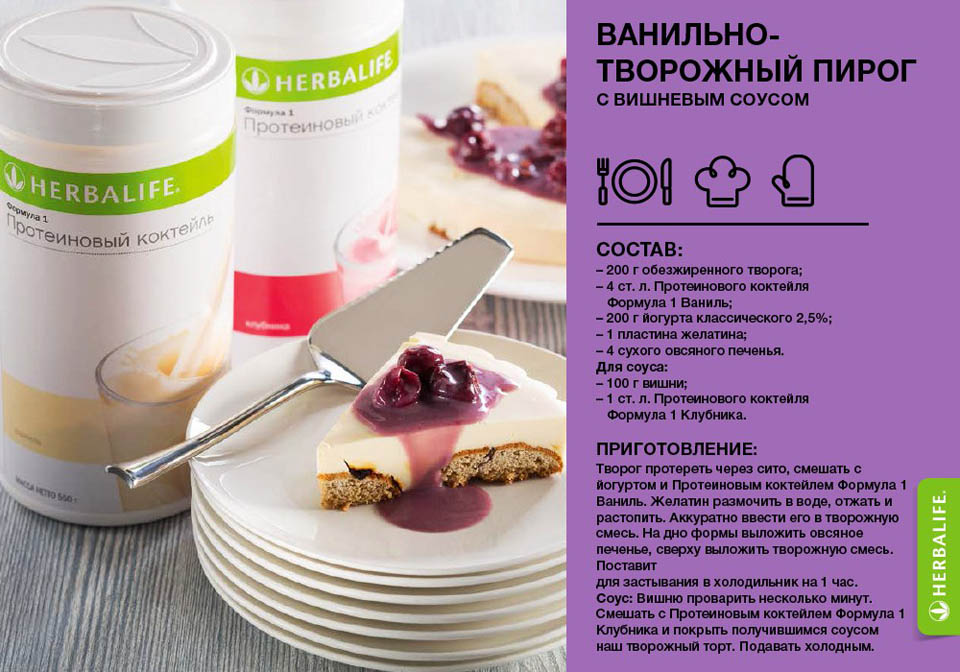 HERBALIFE.
Формула 1
Протеиновый коктейль
МАССА НЕТТО 550 г
HERBALIFE.
Формула 1
Протеиновый кокте
клубника
ВАНИЛЬНО-
ТВОРОЖНЫЙ ПИРОГ
С ВИШНЕВЫМ СОУСОМ
СОСТАВ:
– 200 г обезжиренного творога;
– 4 ст. л. Протеинового коктейля
Формула 1 Ваниль;
– 200 г йогурта классического 2,5%;
– 1 пластина желатина;
– 4 сухого овсяного печенья.
Для соуса:
– 100 г вишни;
– 1 ст. л. Протеинового коктейля
Формула 1 Клубника.
ПРИГОТОВЛЕНИЕ:
Творог протереть через сито, смешать с
йогуртом и Протеиновым коктейлем Формула 1
Ваниль. Желатин размочить в воде, отжать и
растопить. Аккуратно ввести его в творожную
смесь. На дно формы выложить овсяное
печенье, сверху выложить творожную смесь.
Поставит
для застывания в холодильник на 1 час.
Соус: Вишню проварить несколько минут.
Смешать с Протеиновым коктейлем Формула 1
Клубника и покрыть получившимся соусом
наш творожный торт. Подавать холодным.
HERBALIFE.